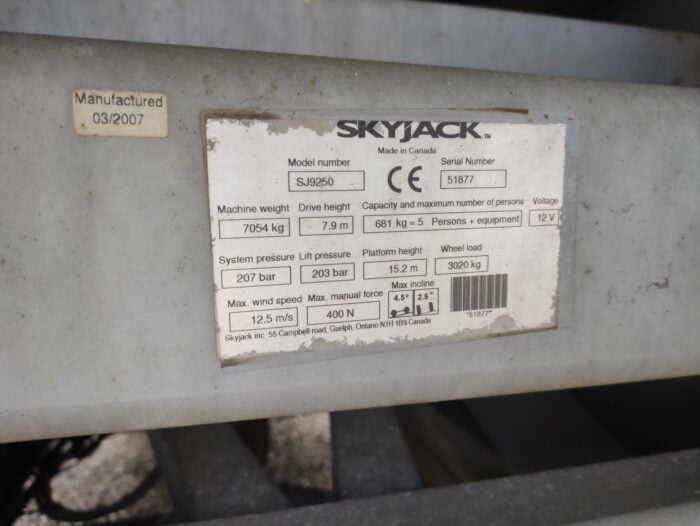 Manufactured
03/2007
SKYJACK™
Made in Canada
Model number
SJ9250
CE
Serial Number
51877
Machine weight Drive height Capacity and maximum number of persons Voltage
7054 kg 7.9 m 681 kg = 5 Persons + equipment 12 V
System pressure Lift pressure Platform height Wheel load
207 bar 203 bar 15.2 m 3020 kg
Max. wind speed Max. manual force Max incline
12.5 m/s 400 N 4.5° 2.5°
*51877*
Skyjack inc. 55 Campbell road, Guelph, Ontario N1H 1B9 Canada